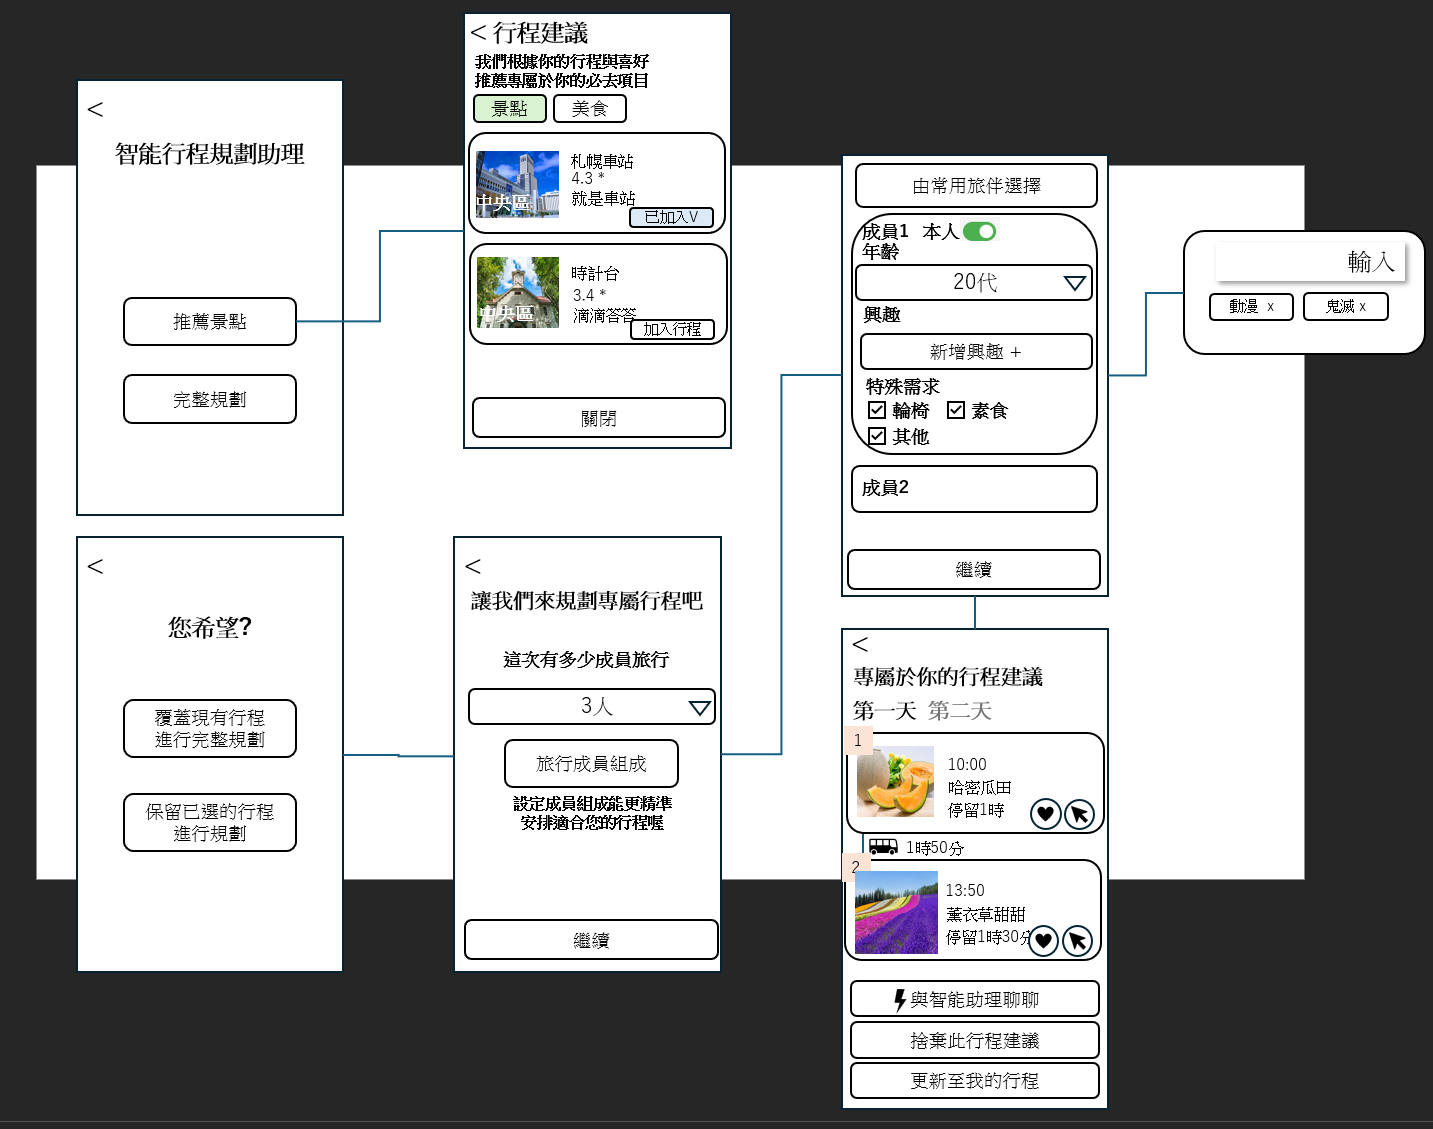 <
智能行程規劃助理
推薦景點
完整規劃
< 行程建議
我們根據你的行程與喜好
推薦專屬於你的必去項目
景點
美食
中央區
札幌車站
4.3 *
就是車站
已加入V
中央區
時計台
3.4 *
滴滴答答
加入行程
關閉
<
您希望?
覆蓋現有行程
進行完整規劃
保留已選的行程
進行規劃
<
讓我們來規劃專屬行程吧
這次有多少成員旅行
3人
旅行成員組成
設定成員組成能更精準
安排適合您的行程喔
繼續
由常用旅伴選擇
成員1 本人
年齡
20代
興趣
新增興趣 +
特殊需求
輪椅
素食
其他
成員2
繼續
輸入
動漫 x
鬼滅 x
<
專屬於你的行程建議
第一天 第二天
1
10:00
哈密瓜田
停留1時
1時50分
2
13:50
薰衣草甜甜
停留1時30分
與智能助理聊聊
捨棄此行程建議
更新至我的行程